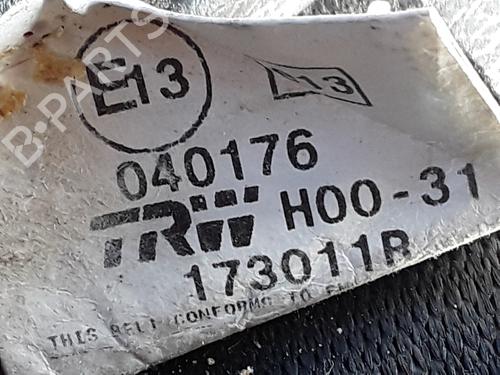 E13
13
040176
TRW H00-31
173011R
THIS BELT CONFORMS TO
B-PARTS